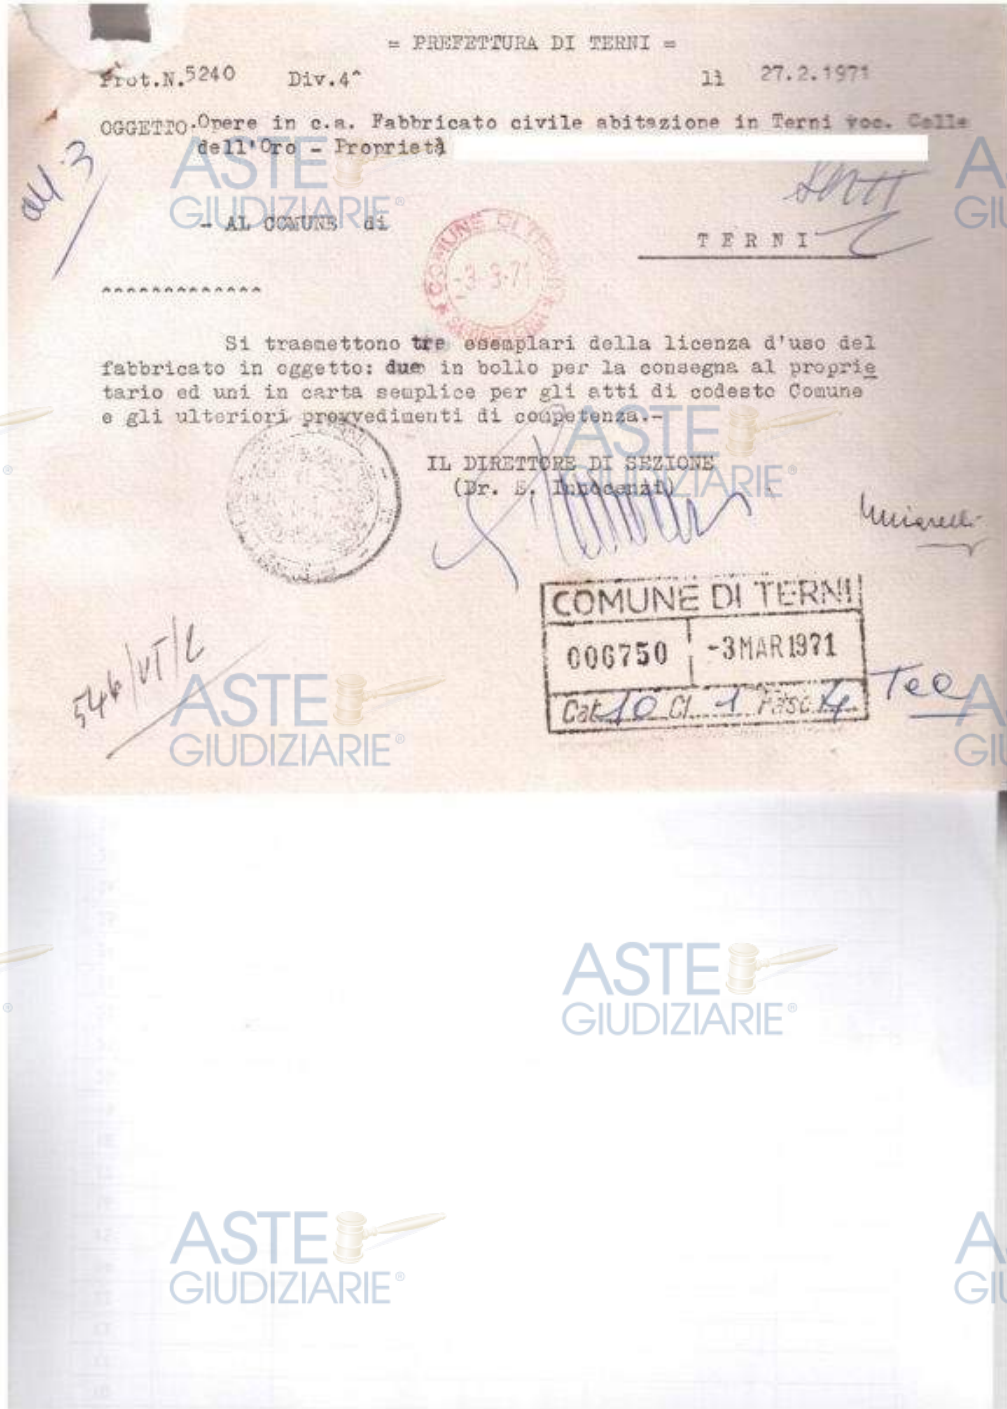 = PREFETTURA DI TERNI =
Prot.N.5240 Div.4^ lì 27.2.1971
OGGETTO.Opere in c.a. Fabbricato civile abitazione in Terni voc. Colle
dell'Oro - Proprietà
all. 3
- AL COMUNE di
T E R N I
COMUNE DI TERNI
-3-3-71
^^^^^^^^^^^^^
Si trasmettono tre esemplari della licenza d'uso del
fabbricato in oggetto: due in bollo per la consegna al proprie
tario ed uni in carta semplice per gli atti di codesto Comune
e gli ulteriori provvedimenti di competenza.-
IL DIRETTORE DI SEZIONE
(Dr. E. Innocenzi)
COMUNE DI TERNI
006750 -3 MAR 1971
Cat. 10 Cl. 1 Fasc. 4 Tec
546/VT/L
ASTE
GIUDIZIARIE®
ASTE
GIUDIZIARIE®
ASTE
GIUDIZIARIE®
ASTE
GIUDIZIARIE®
ASTE
GIUDIZIARIE®